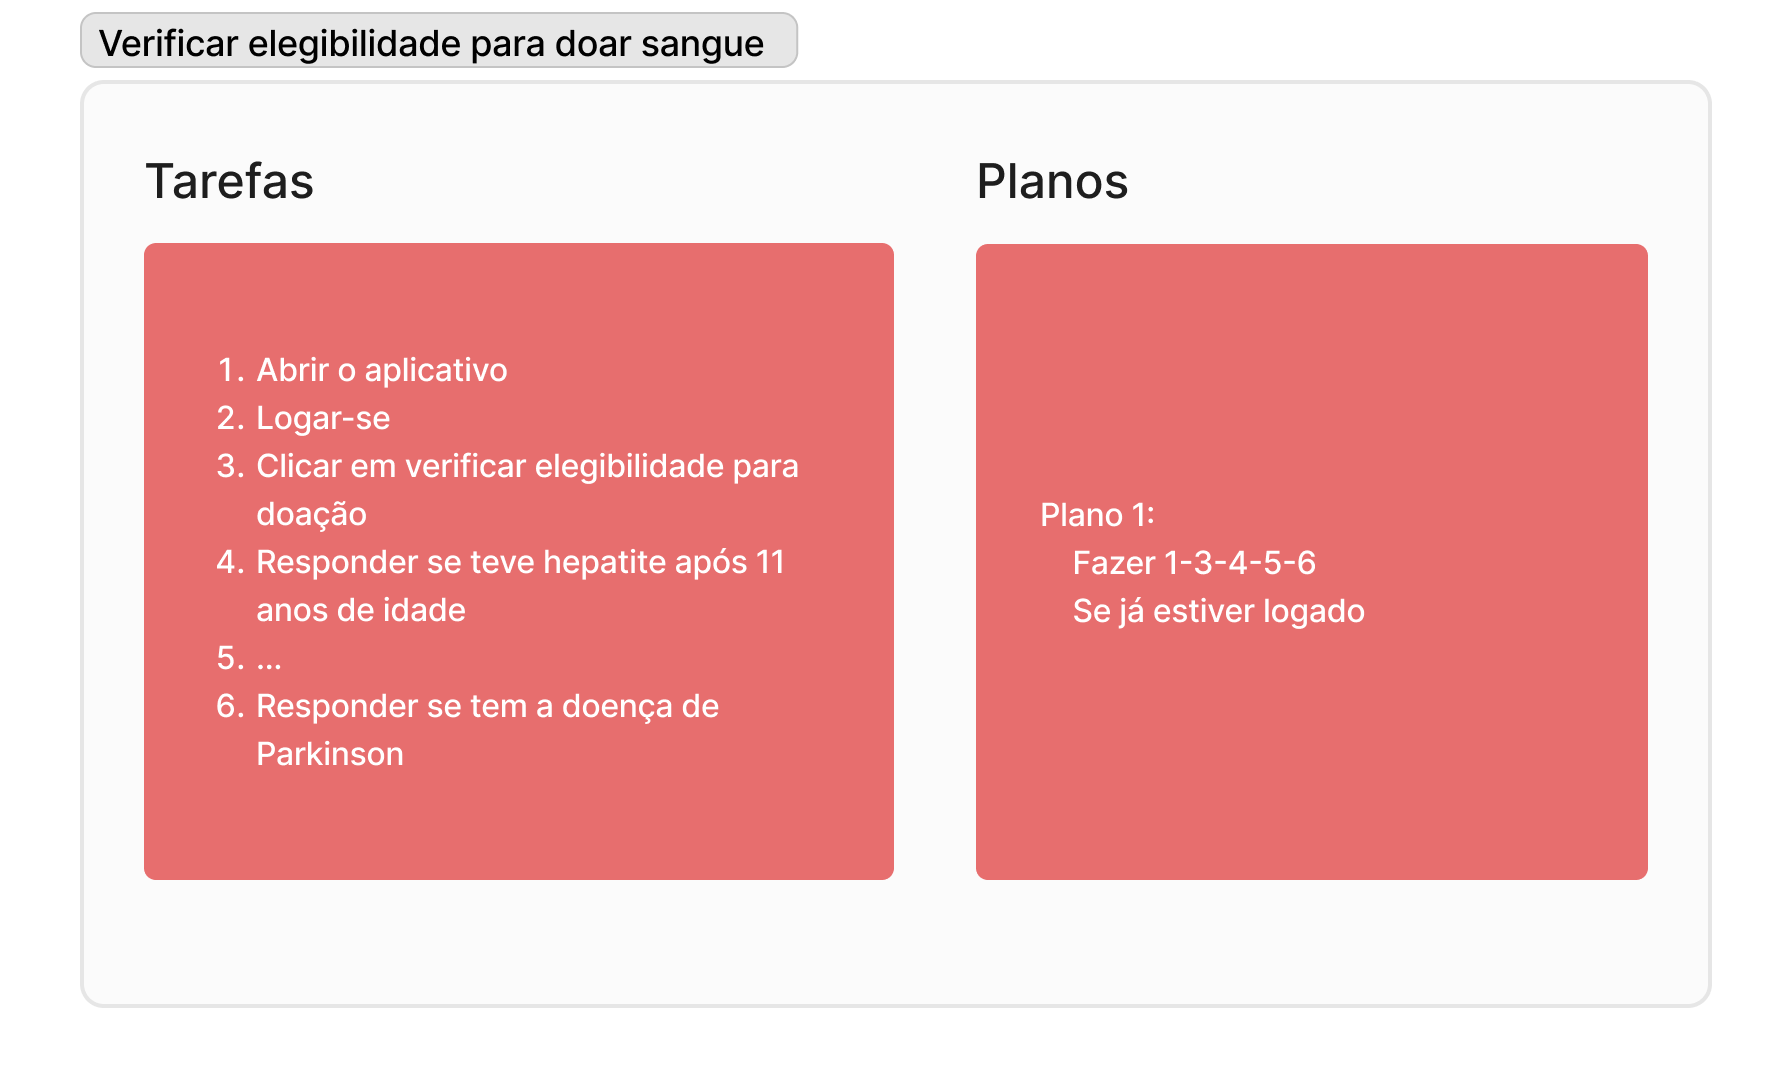 Verificar elegibilidade para doar sangue
Tarefas
1. Abrir o aplicativo
2. Logar-se
3. Clicar em verificar elegibilidade para
doação
4. Responder se teve hepatite após 11
anos de idade
5. ...
6. Responder se tem a doença de
Parkinson
Planos
Plano 1:
Fazer 1-3-4-5-6
Se já estiver logado